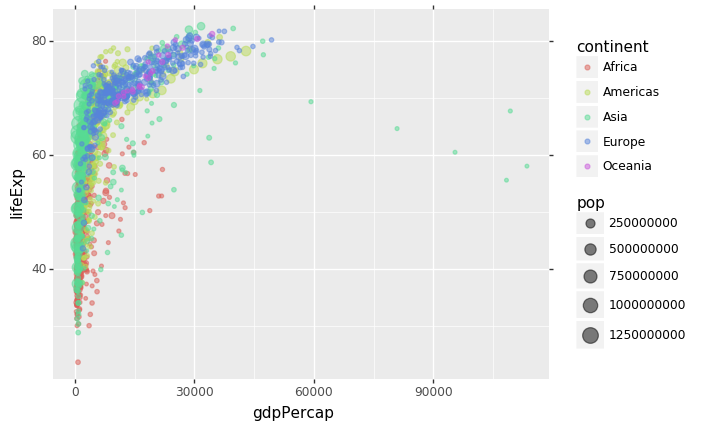 80
60
40
lifeExp
0 30000 60000 90000
gdpPercap
continent
Africa
Americas
Asia
Europe
Oceania
pop
250000000
500000000
750000000
1000000000
1250000000